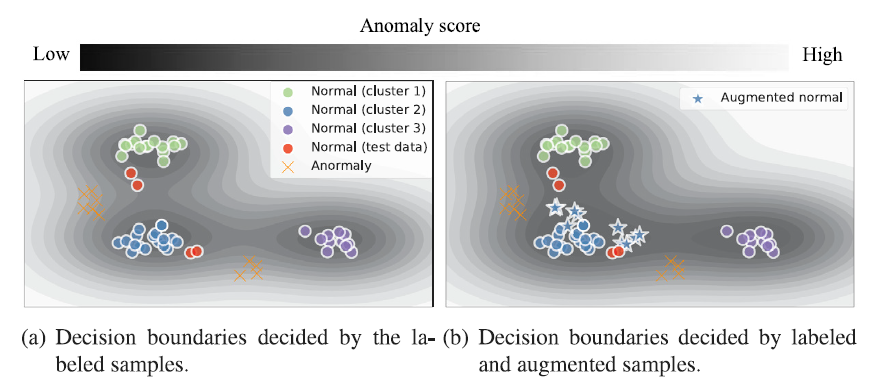 Anomaly score
Low
High
Normal (cluster 1)
Normal (cluster 2)
Normal (cluster 3)
Normal (test data)
Anormaly
Augmented normal
(a) Decision boundaries decided by the la-
beled samples.
(b) Decision boundaries decided by labeled
and augmented samples.